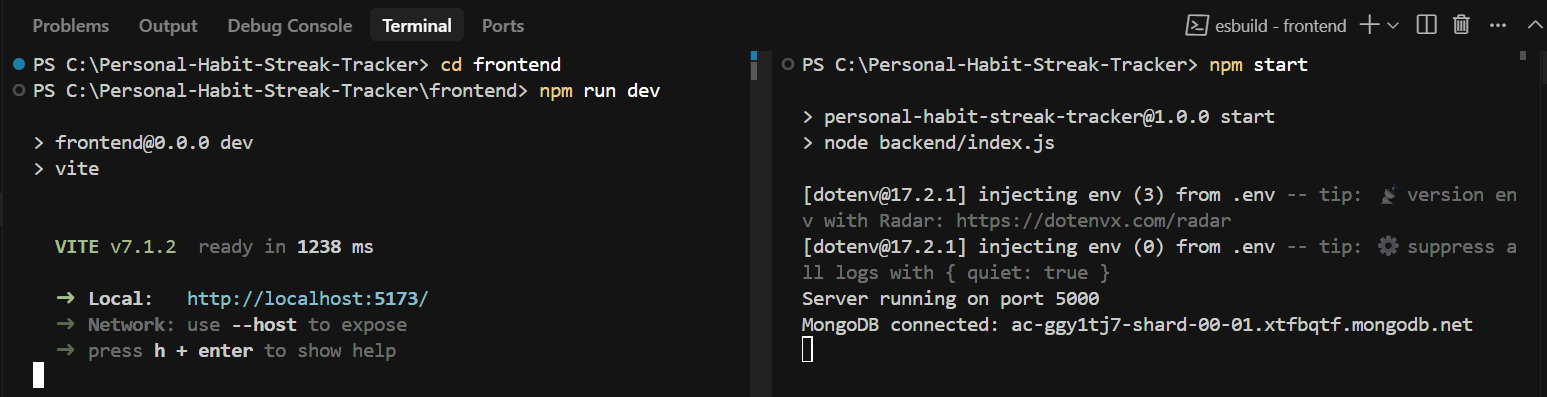 Problems Output Debug Console Terminal Ports
esbuild - frontend
PS C:\Personal-Habit-Streak-Tracker> cd frontend
PS C:\Personal-Habit-Streak-Tracker\frontend> npm run dev
> frontend@0.0.0 dev
> vite
VITE v7.1.2 ready in 1238 ms
➜ Local: http://localhost:5173/
➜ Network: use --host to expose
➜ press h + enter to show help
PS C:\Personal-Habit-Streak-Tracker> npm start
> personal-habit-streak-tracker@1.0.0 start
> node backend/index.js
[dotenv@17.2.1] injecting env (3) from .env -- tip: 📡 version en
v with Radar: https://dotenvx.com/radar
[dotenv@17.2.1] injecting env (0) from .env -- tip: ⚙️ suppress a
ll logs with { quiet: true }
Server running on port 5000
MongoDB connected: ac-ggy1tj7-shard-00-01.xtfbqtf.mongodb.net